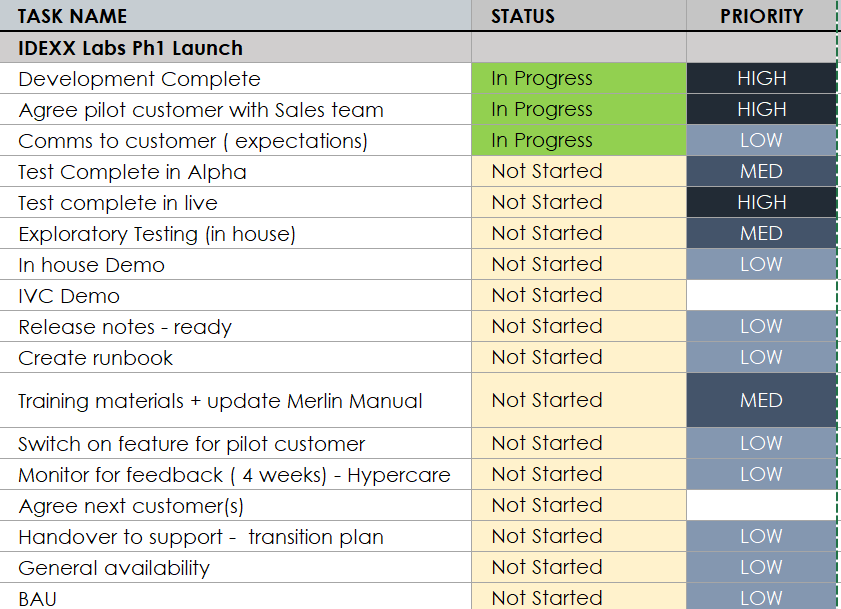 TASK NAME STATUS PRIORITY
IDEXX Labs Ph1 Launch
Development Complete In Progress HIGH
Agree pilot customer with Sales team In Progress HIGH
Comms to customer ( expectations) In Progress LOW
Test Complete in Alpha Not Started MED
Test complete in live Not Started HIGH
Exploratory Testing (in house) Not Started MED
In house Demo Not Started LOW
IVC Demo Not Started
Release notes - ready Not Started LOW
Create runbook Not Started LOW
Training materials + update Merlin Manual Not Started MED
Switch on feature for pilot customer Not Started LOW
Monitor for feedback ( 4 weeks) - Hypercare Not Started LOW
Agree next customer(s) Not Started
Handover to support - transition plan Not Started LOW
General availability Not Started LOW
BAU Not Started LOW